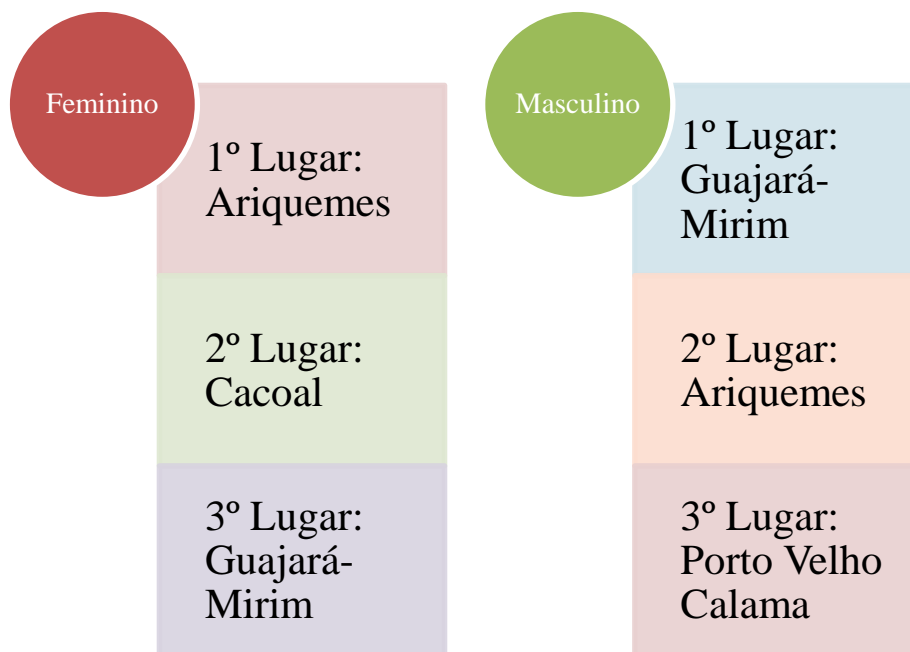 Feminino
1º Lugar:
Ariquemes
2º Lugar:
Cacoal
3º Lugar:
Guajará-
Mirim
Masculino
1º Lugar:
Guajará-
Mirim
2º Lugar:
Ariquemes
3º Lugar:
Porto Velho
Calama